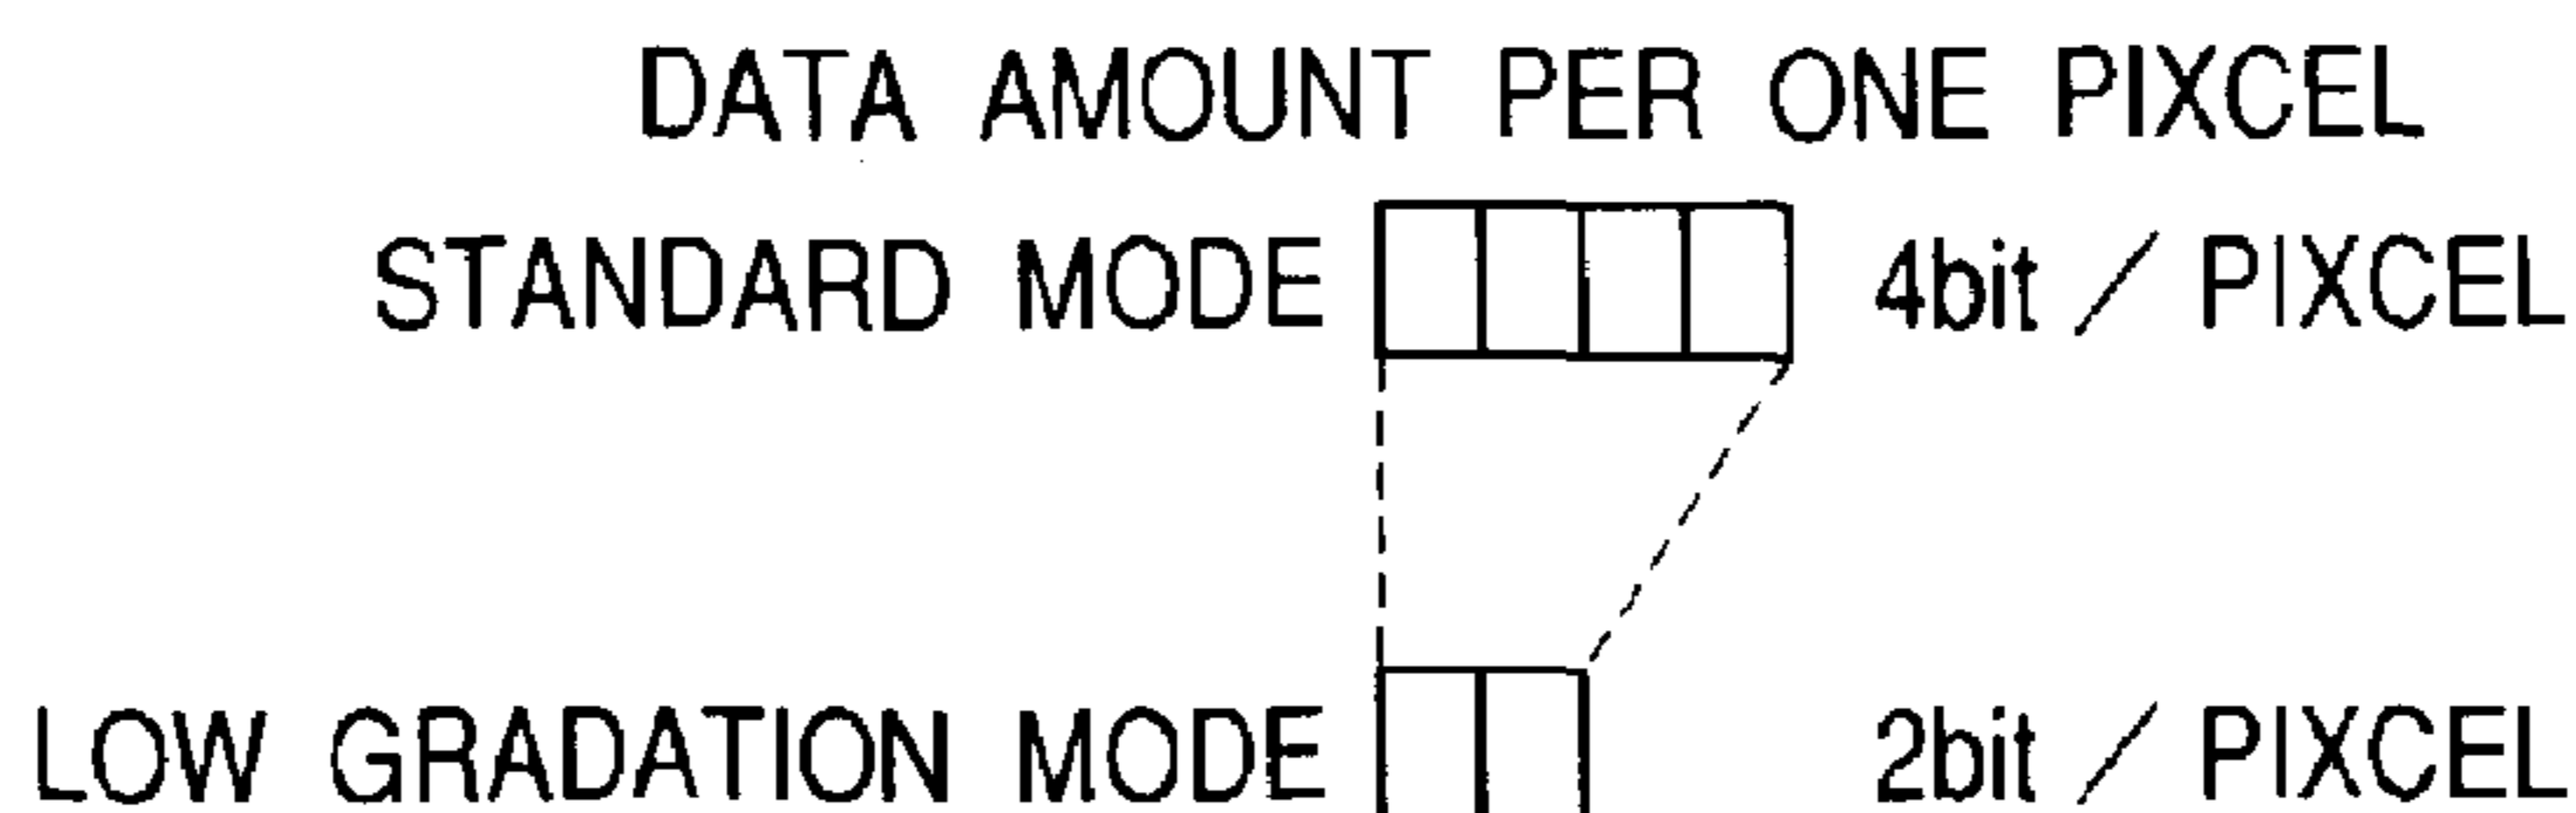 DATA AMOUNT PER ONE PIXCEL
STANDARD MODE 4bit / PIXCEL
LOW GRADATION MODE 2bit / PIXCEL